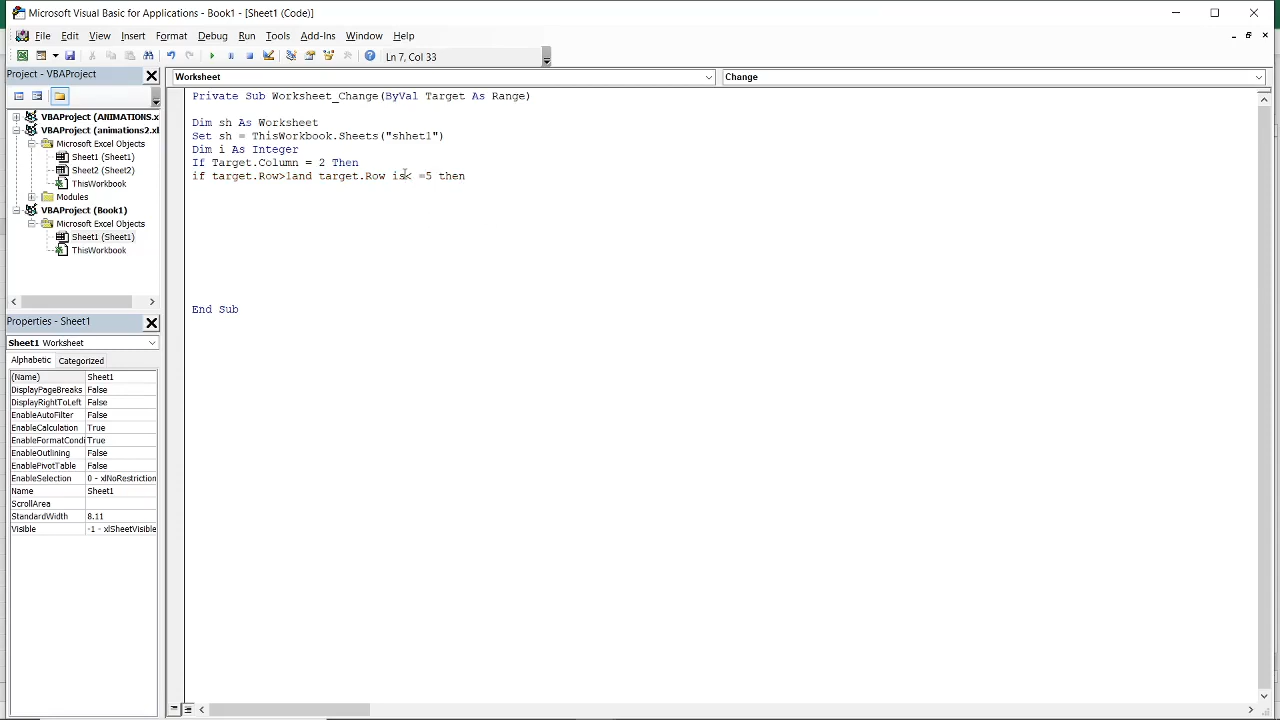 Microsoft Visual Basic for Applications - Book1 - [Sheet1 (Code)]
File Edit View Insert Format Debug Run Tools Add-Ins Window Help
Ln 7, Col 33
Project - VBAProject
Worksheet
Change
VBAProject (ANIMATIONS.x
VBAProject (animations2.xl
Microsoft Excel Objects
Sheet1 (Sheet1)
Sheet2 (Sheet2)
ThisWorkbook
Modules
VBAProject (Book1)
Microsoft Excel Objects
Sheet1 (Sheet1)
ThisWorkbook
Properties - Sheet1
Sheet1 Worksheet
Alphabetic Categorized
(Name) Sheet1
DisplayPageBreaks False
DisplayRightToLeft False
EnableAutoFilter False
EnableCalculation True
EnableFormatCondi True
EnableOutlining False
EnablePivotTable False
EnableSelection 0 - xlNoRestriction
Name Sheet1
ScrollArea
StandardWidth 8.11
Visible -1 - xlSheetVisible
Private Sub Worksheet_Change(ByVal Target As Range)
Dim sh As Worksheet
Set sh = ThisWorkbook.Sheets("shhet1")
Dim i As Integer
If Target.Column = 2 Then
if target.Row>land target.Row is< =5 then
End Sub